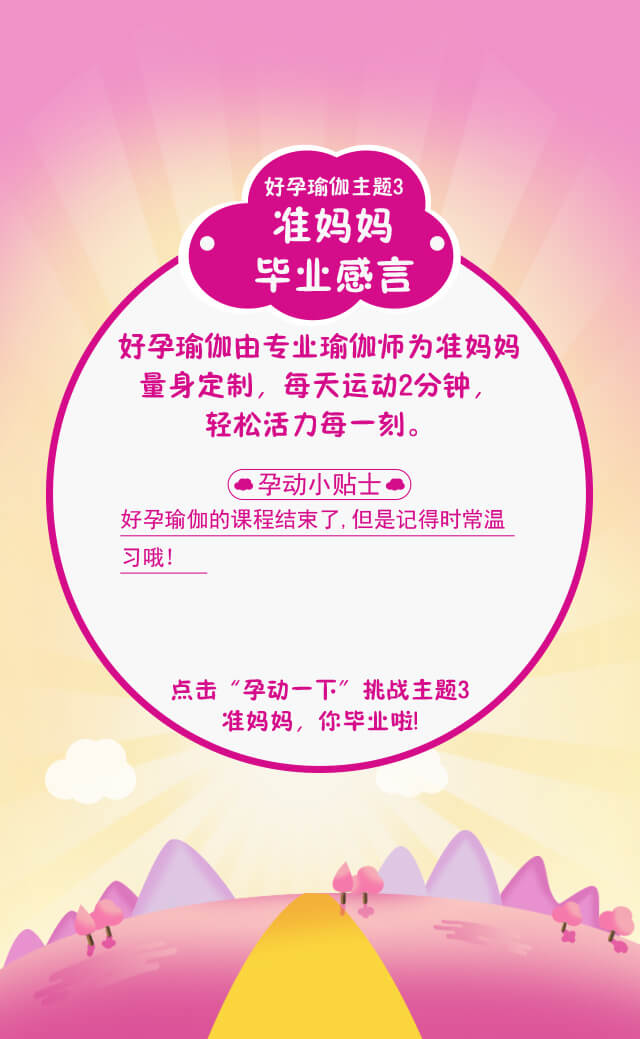 好孕瑜伽主题3
准妈妈
毕业感言
好孕瑜伽由专业瑜伽师为准妈妈
量身定制，每天运动2分钟，
轻松活力每一刻。
孕动小贴士
好孕瑜伽的课程结束了,但是记得时常温
习哦!
点击“孕动一下”挑战主题3
准妈妈，你毕业啦!